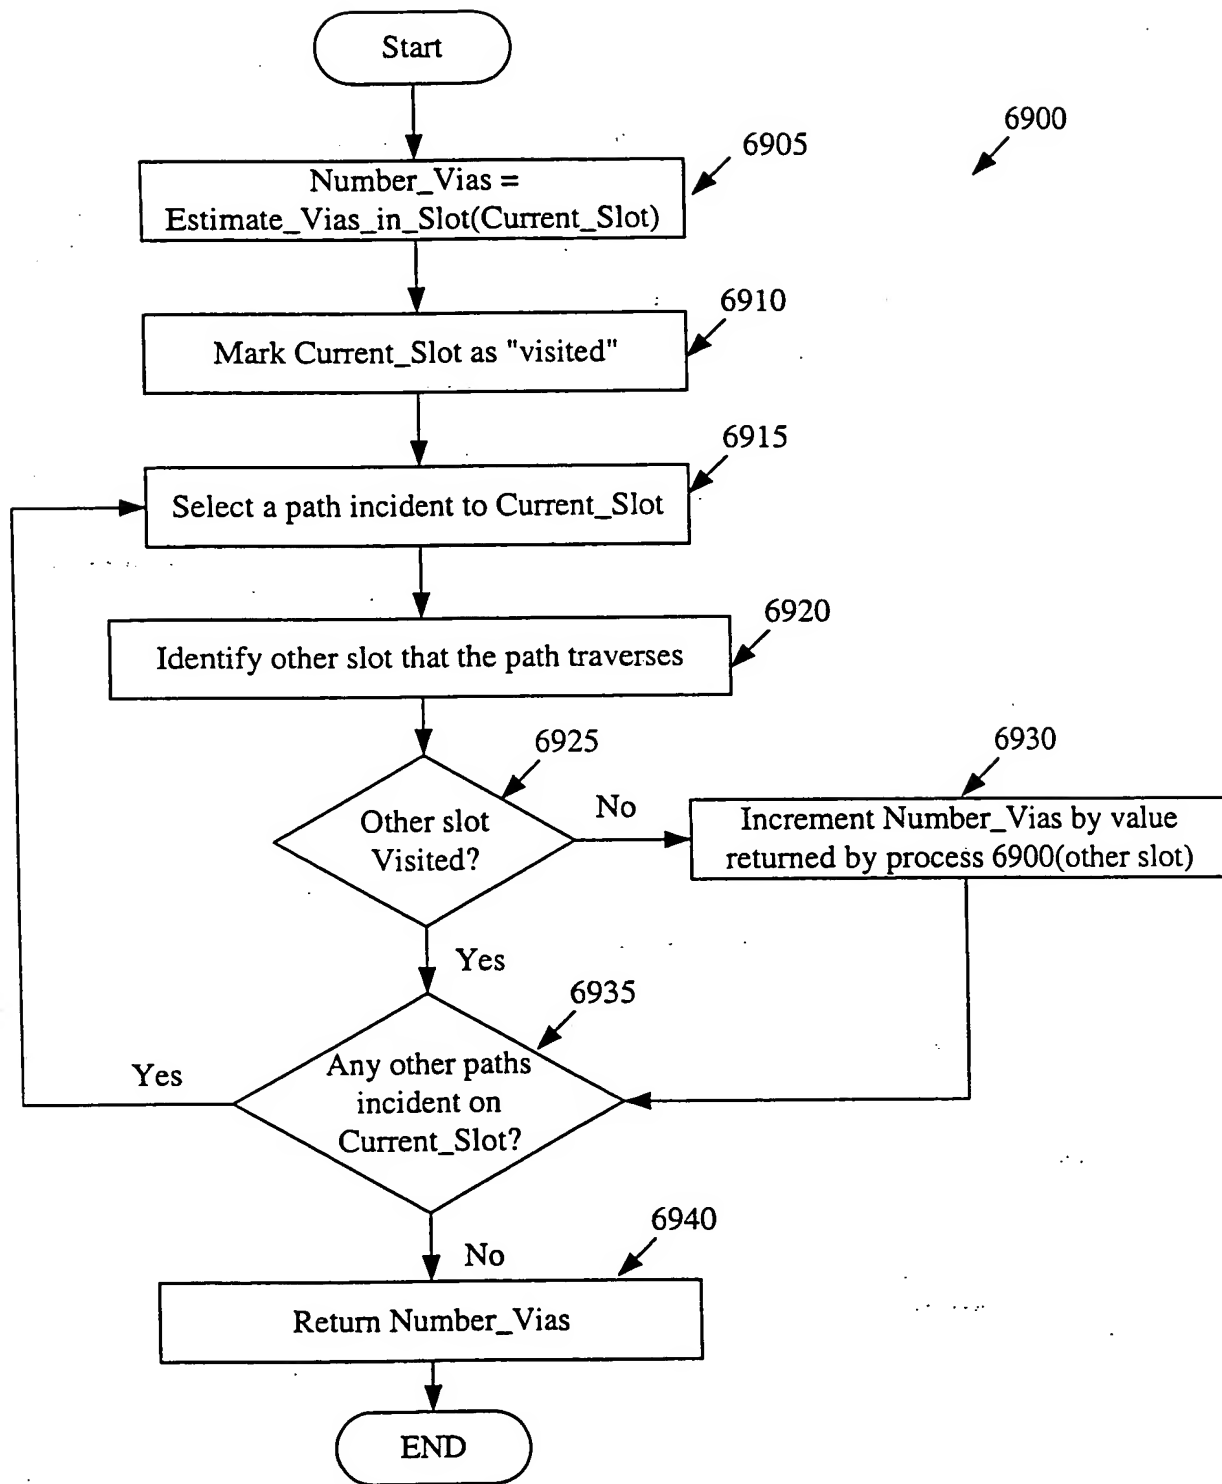 Start
6900
6905
Number_Vias =
Estimate_Vias_in_Slot(Current_Slot)
6910
Mark Current_Slot as "visited"
6915
Select a path incident to Current_Slot
6920
Identify other slot that the path traverses
6925
Other slot
Visited?
No
6930
Increment Number_Vias by value
returned by process 6900(other slot)
Yes
6935
Any other paths
incident on
Current_Slot?
Yes
No
6940
Return Number_Vias
END